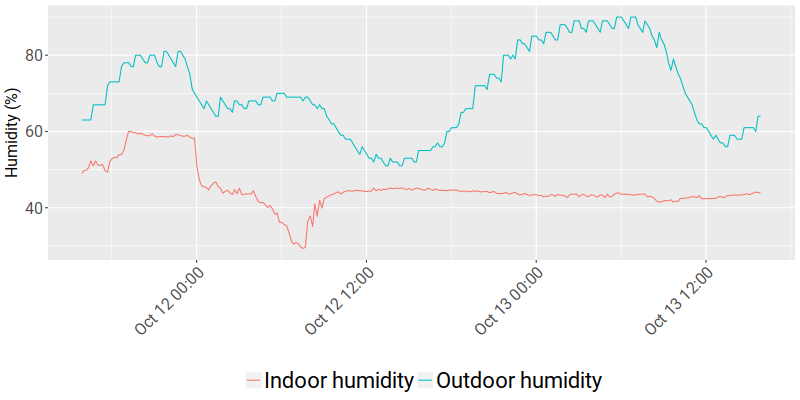 Humidity (%)
80
60
40
Oct 12 00:00
Oct 12 12:00
Oct 13 00:00
Oct 13 12:00
Indoor humidity Outdoor humidity